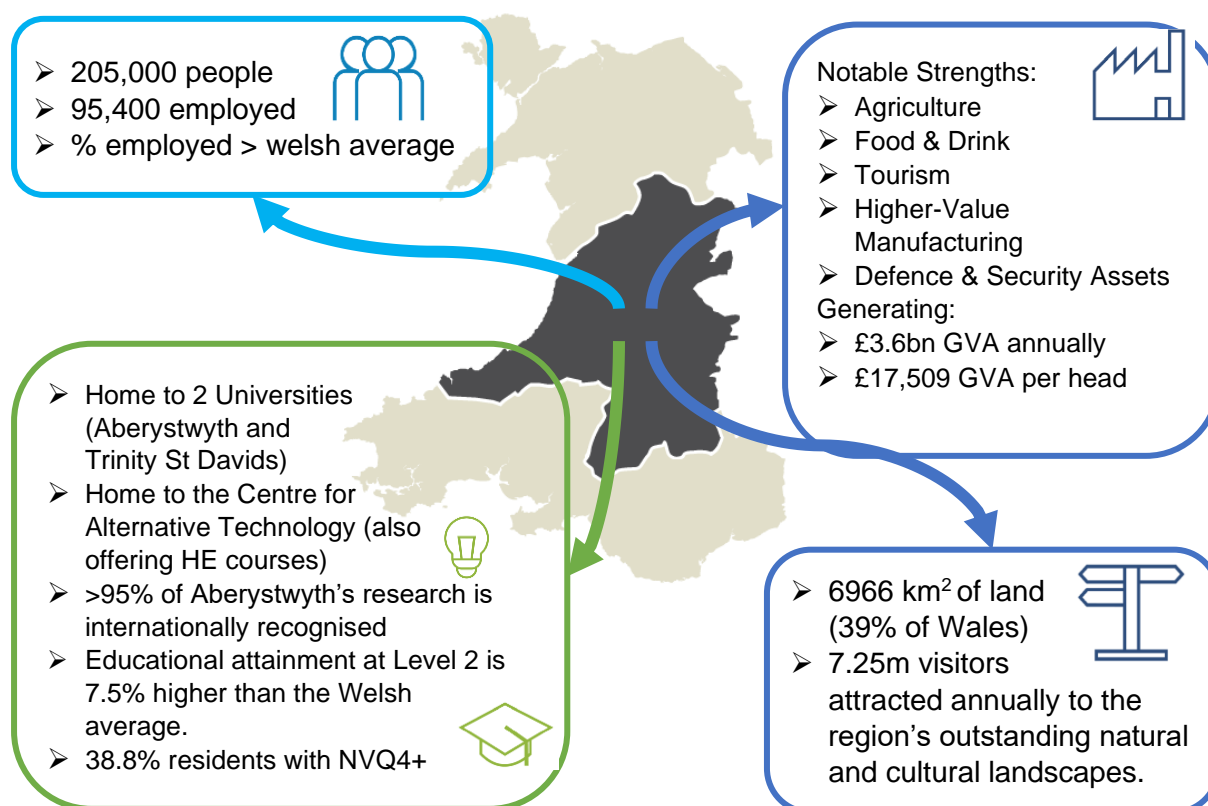 ➢ 205,000 people
➢ 95,400 employed
➢ % employed > welsh average
Notable Strengths:
➢ Agriculture
➢ Food & Drink
➢ Tourism
➢ Higher-Value
Manufacturing
➢ Defence & Security Assets
Generating:
➢ £3.6bn GVA annually
➢ £17,509 GVA per head
➢ Home to 2 Universities
(Aberystwyth and
Trinity St Davids)
➢ Home to the Centre for
Alternative Technology (also
offering HE courses)
➢ >95% of Aberystwyth’s research is
internationally recognised
➢ Educational attainment at Level 2 is
7.5% higher than the Welsh
average.
➢ 38.8% residents with NVQ4+
➢ 6966 km² of land
(39% of Wales)
➢ 7.25m visitors
attracted annually to the
region’s outstanding natural
and cultural landscapes.